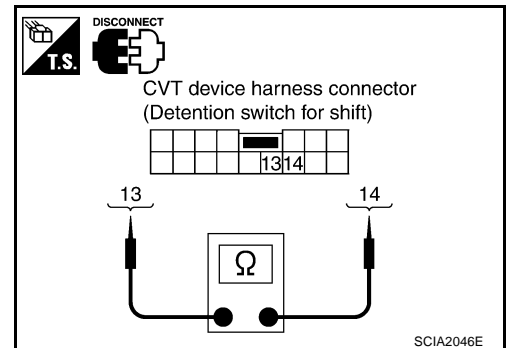 DISCONNECT
T.S.
CVT device harness connector
(Detention switch for shift)
13 14
13 14
Ω
SCIA2046E